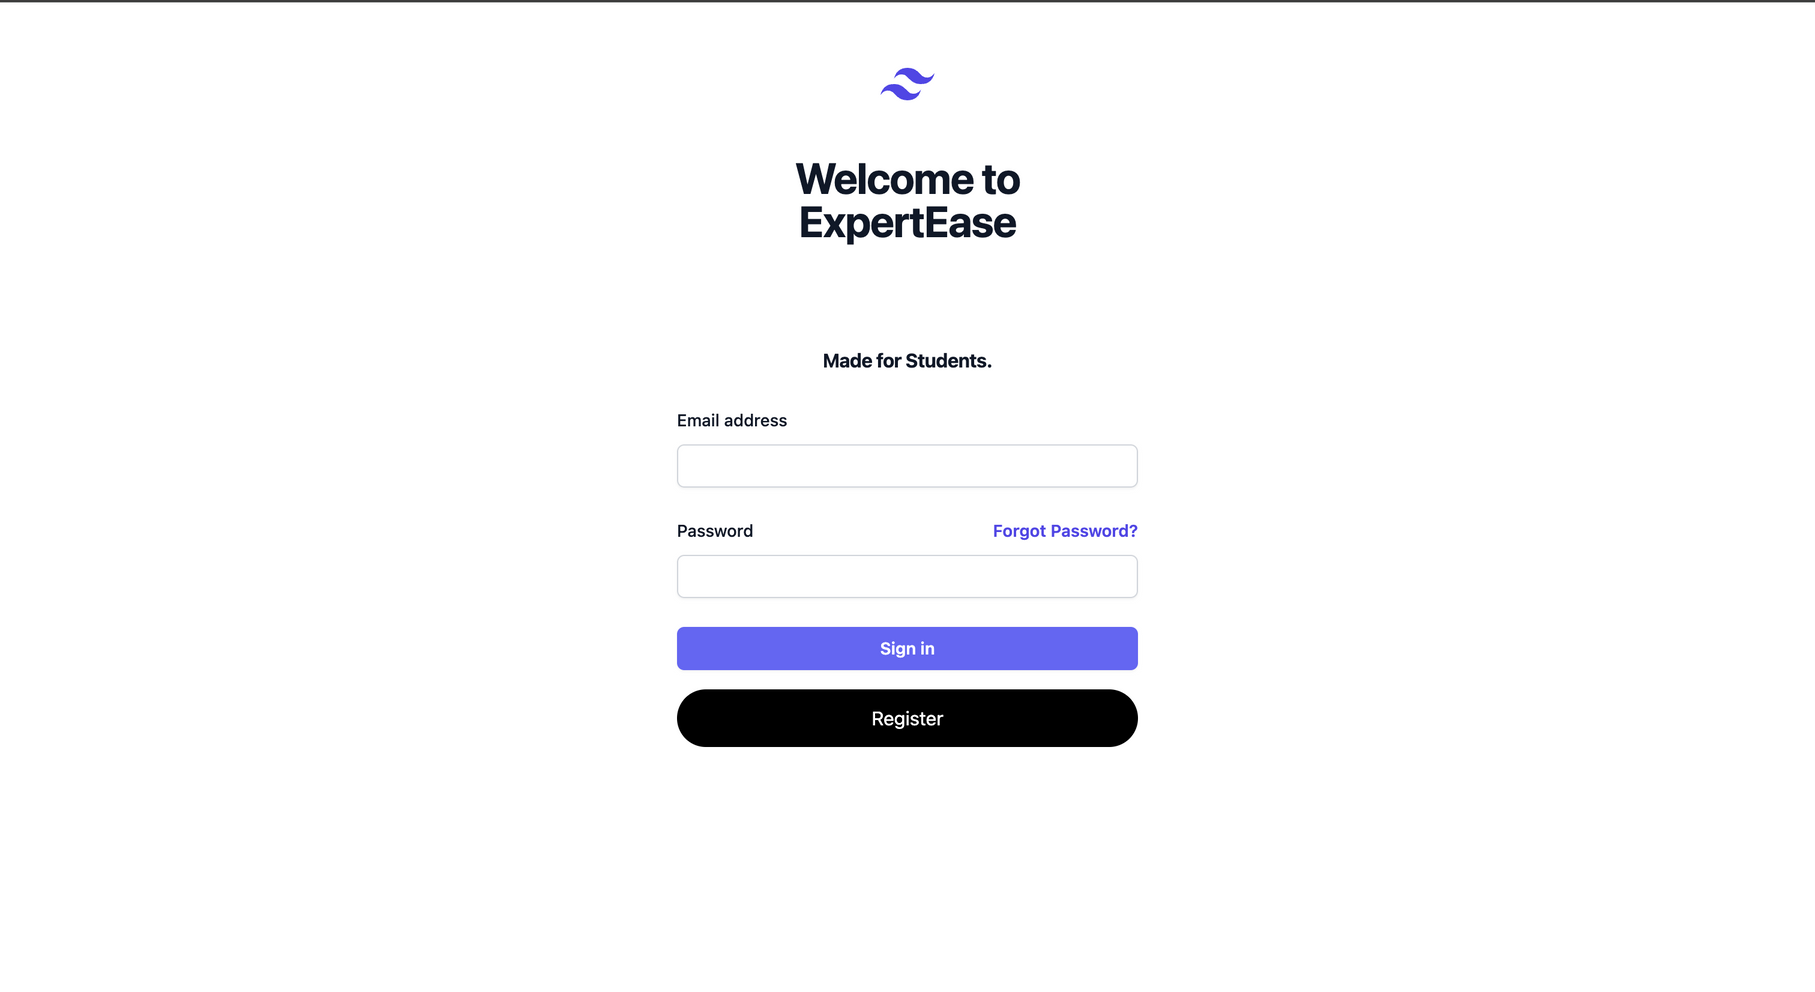 Welcome to
ExpertEase
Made for Students.
Email address
Password
Forgot Password?
Sign in
Register